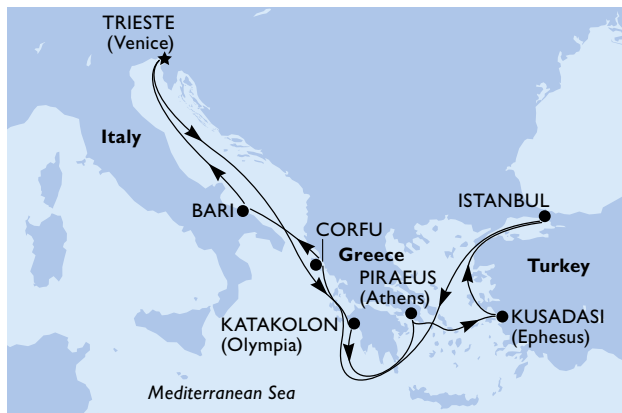 TRIESTE
(Venice)
Italy
BARI
ISTANBUL
CORFU
Greece
Turkey
PIRAEUS
(Athens)
KATAKOLON
(Olympia)
KUSADASI
(Ephesus)
Mediterranean Sea